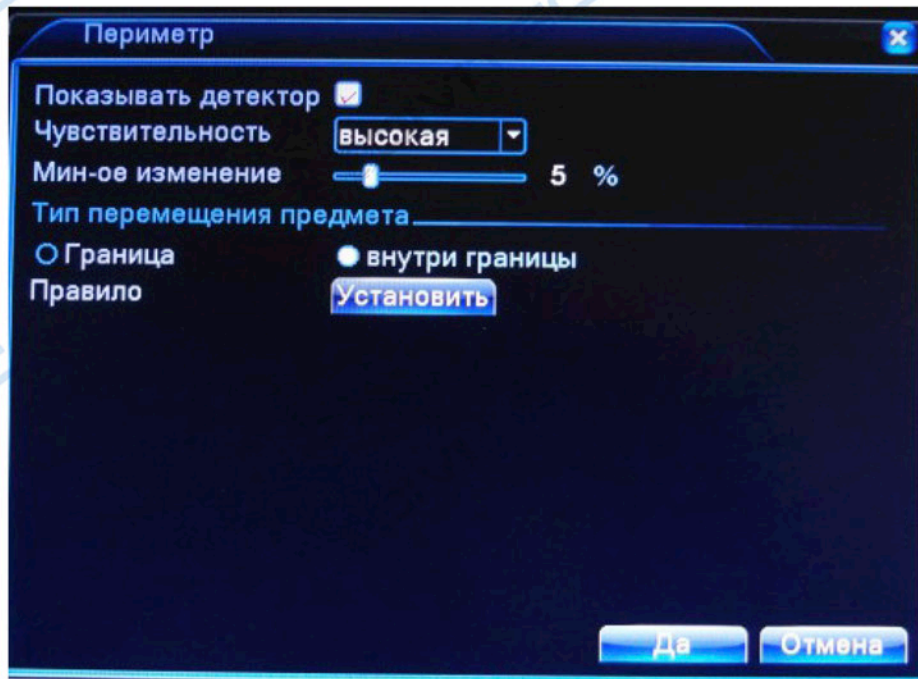 Периметр
Показывать детектор
Чувствительность высокая
Мин-ое изменение 5 %
Тип перемещения предмета
Граница внутри границы
Правило Установить
Да Отмена